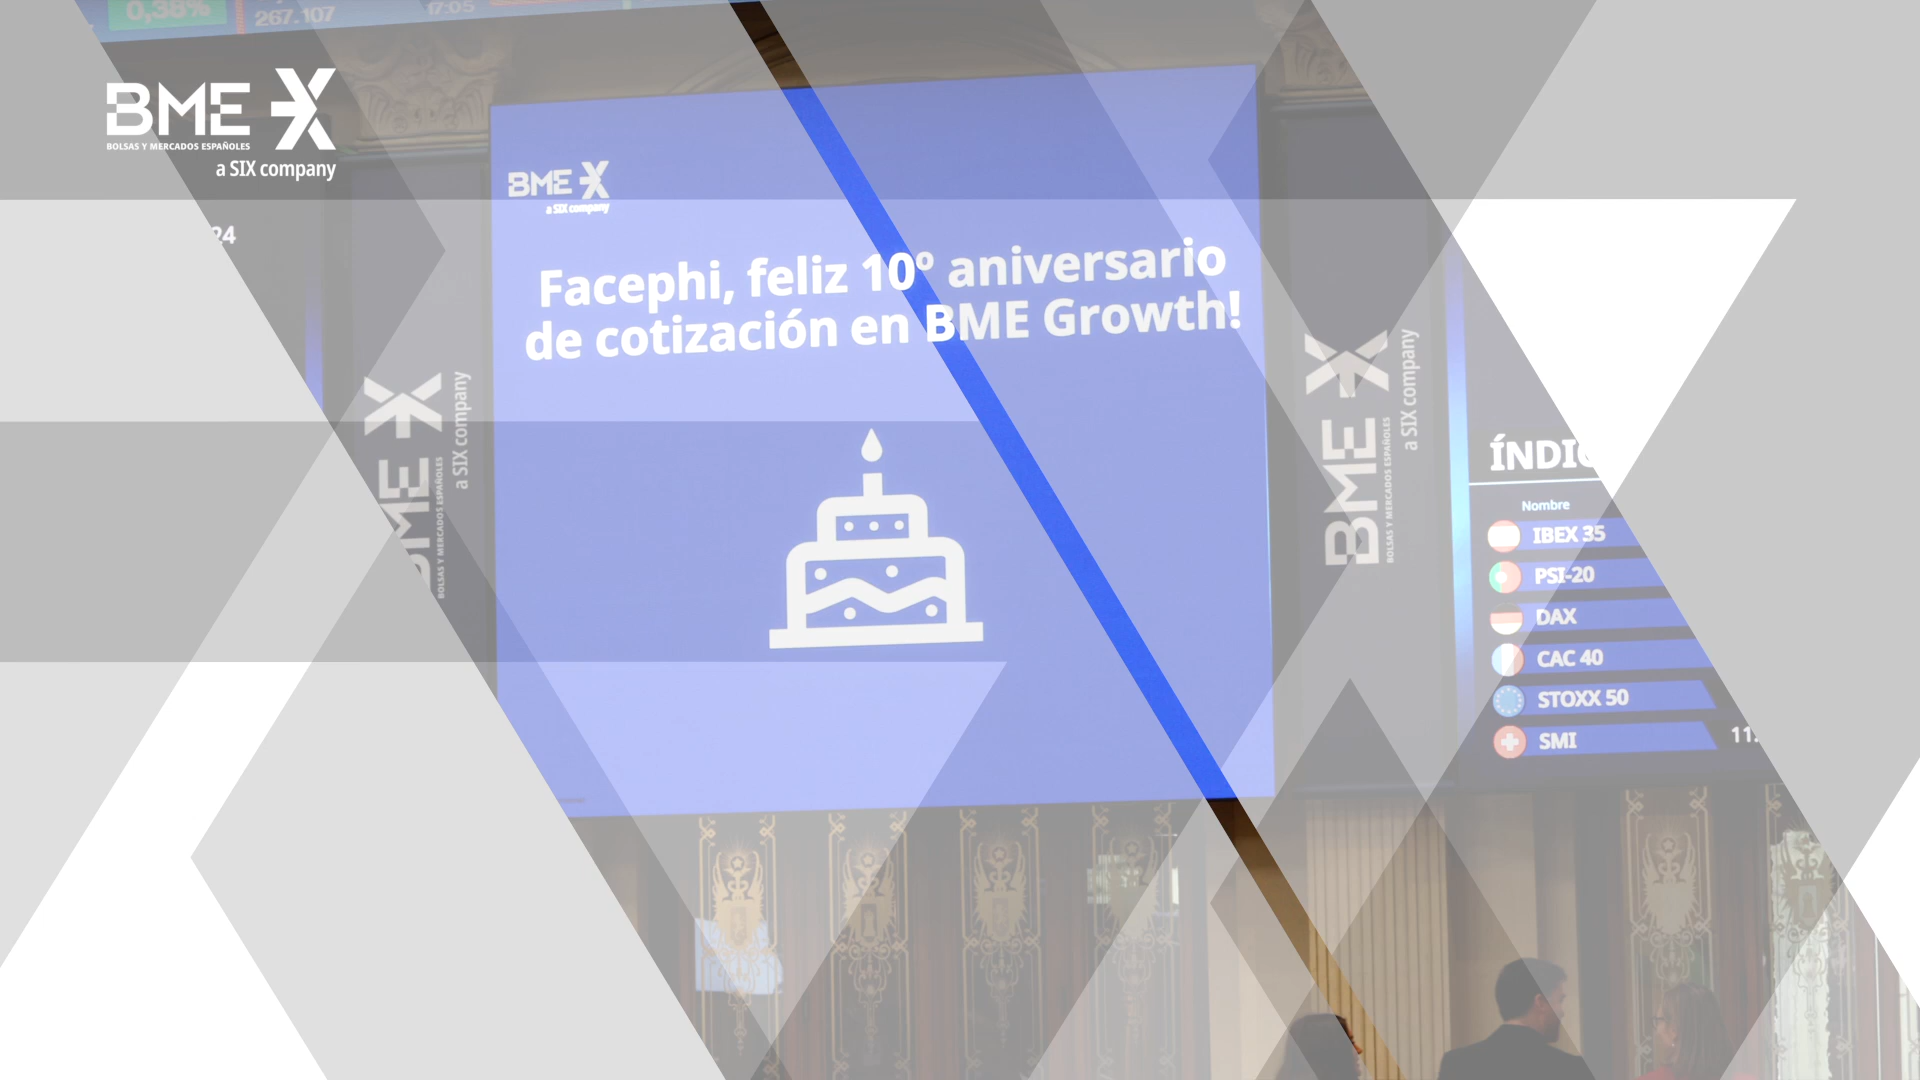 0,38%
267.107
17:05
BME X
BOLSAS Y MERCADOS ESPAÑOLES
a SIX company
24
BME X
a SIX company
Facephi, feliz 10º aniversario
de cotización en BME Growth!
BME X
BOLSAS Y MERCADOS ESPAÑOLES
a SIX company
BME X
BOLSAS Y MERCADOS ESPAÑOLES
a SIX company
Nombre
IBEX 35
PSI-20
DAX
CAC 40
STOXX 50
SMI
11.